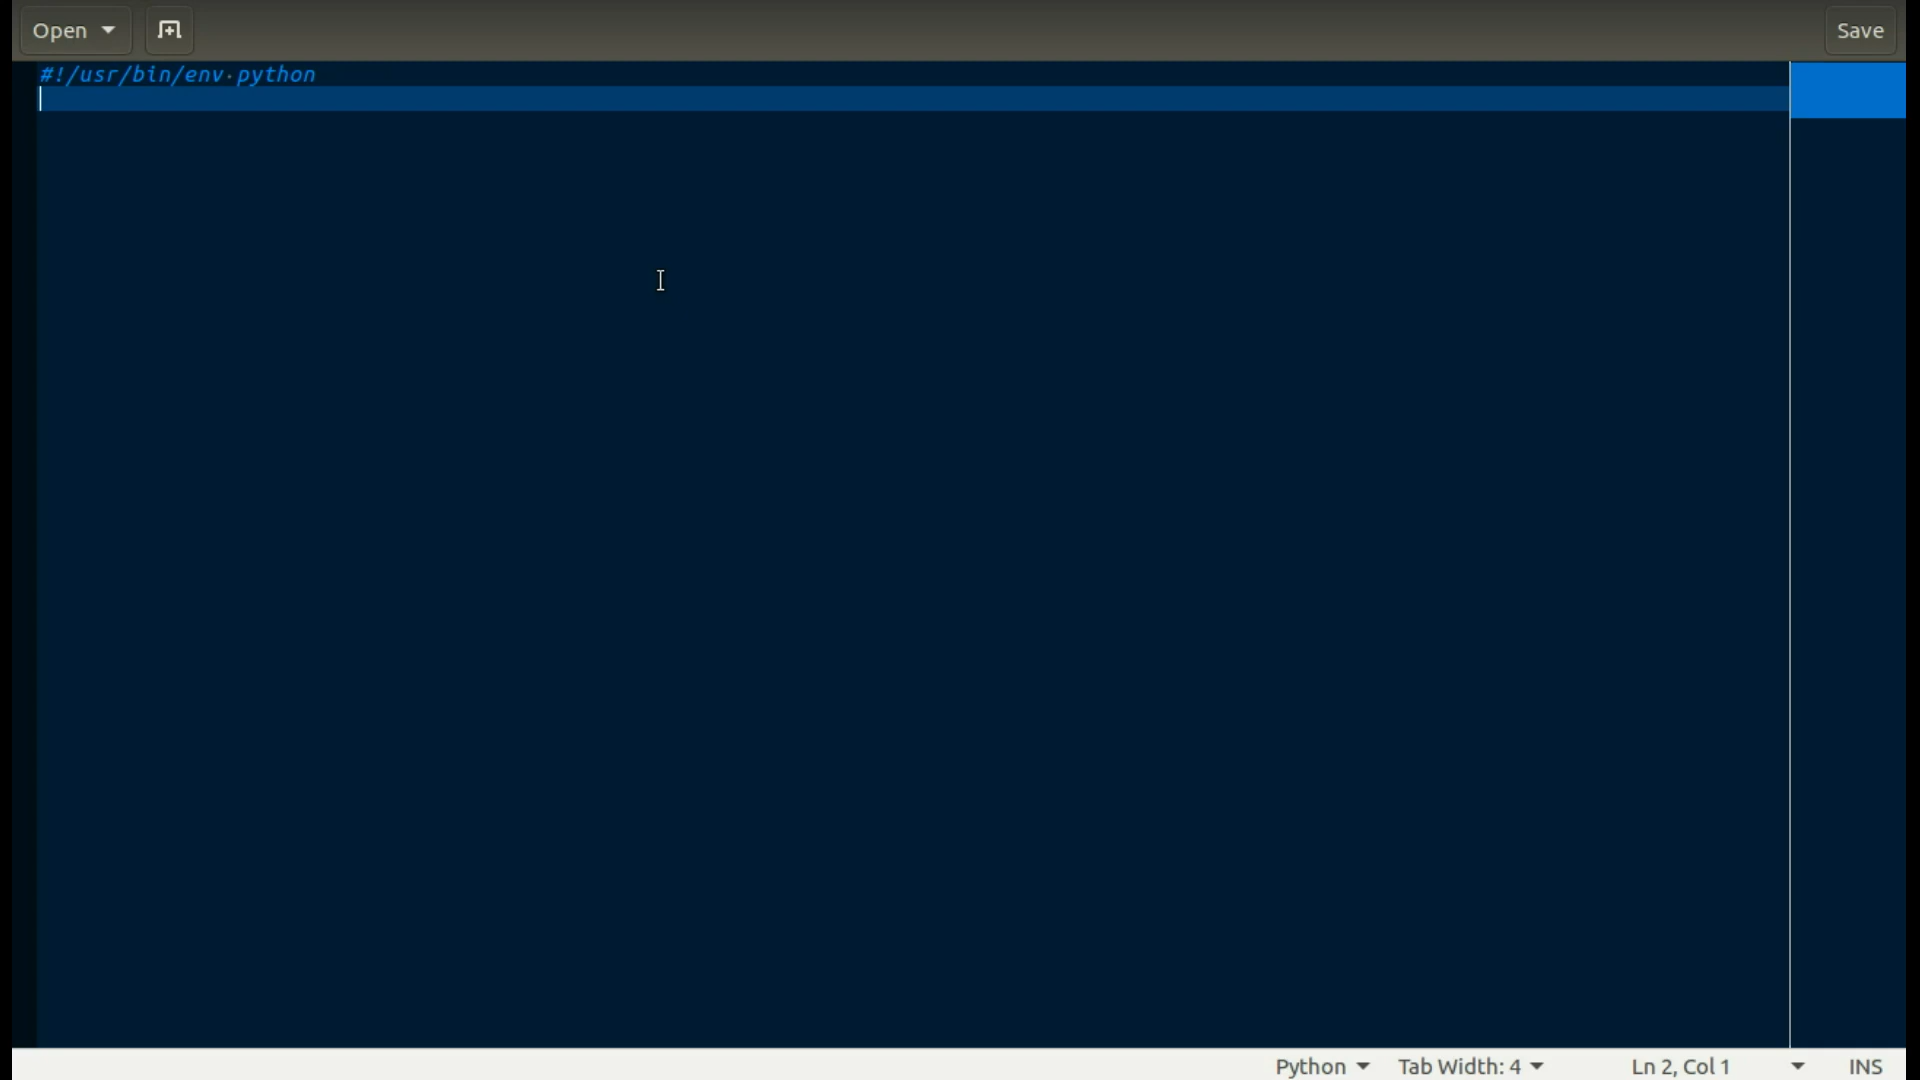 Open Save
#!/usr/bin/env python
Python Tab Width: 4 Ln 2, Col 1 INS